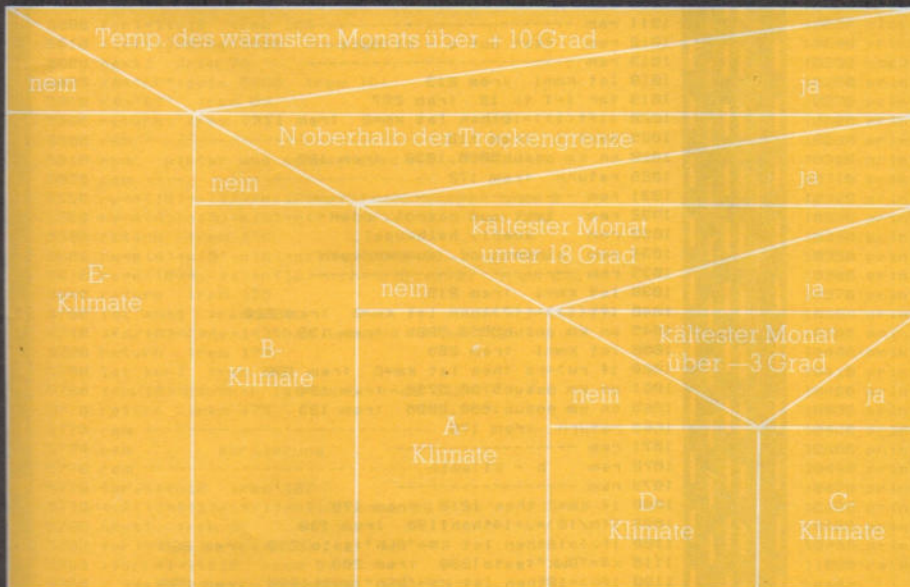 Temp. des wärmsten Monats über + 10 Grad
nein
ja
N oberhalb der Trockengrenze
nein
ja
kältester Monat
unter 18 Grad
nein
ja
E-
Klimate
B-
Klimate
kältester Monat
über —3 Grad
nein
ja
A-
Klimate
D-
Klimate
C-
Klimate